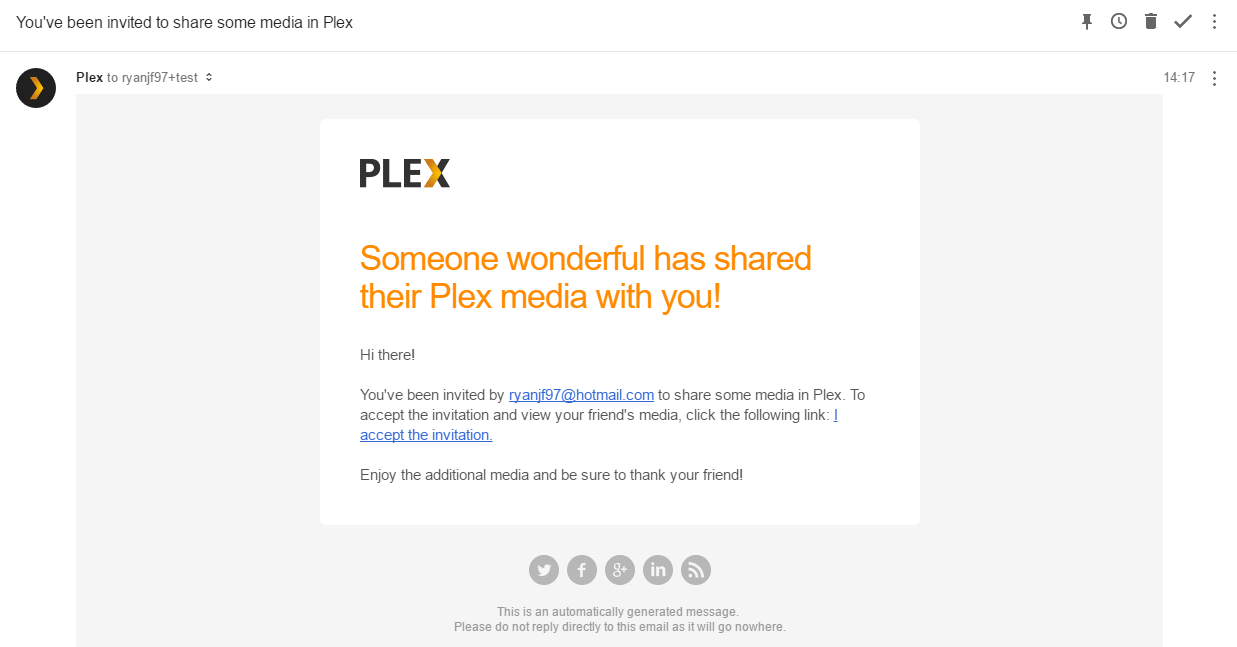 You've been invited to share some media in Plex
Plex to ryanjf97+test
14:17
PLEX
Someone wonderful has shared
their Plex media with you!
Hi there!
You've been invited by ryanjf97@hotmail.com to share some media in Plex. To
accept the invitation and view your friend's media, click the following link: I
accept the invitation.
Enjoy the additional media and be sure to thank your friend!
This is an automatically generated message.
Please do not reply directly to this email as it will go nowhere.